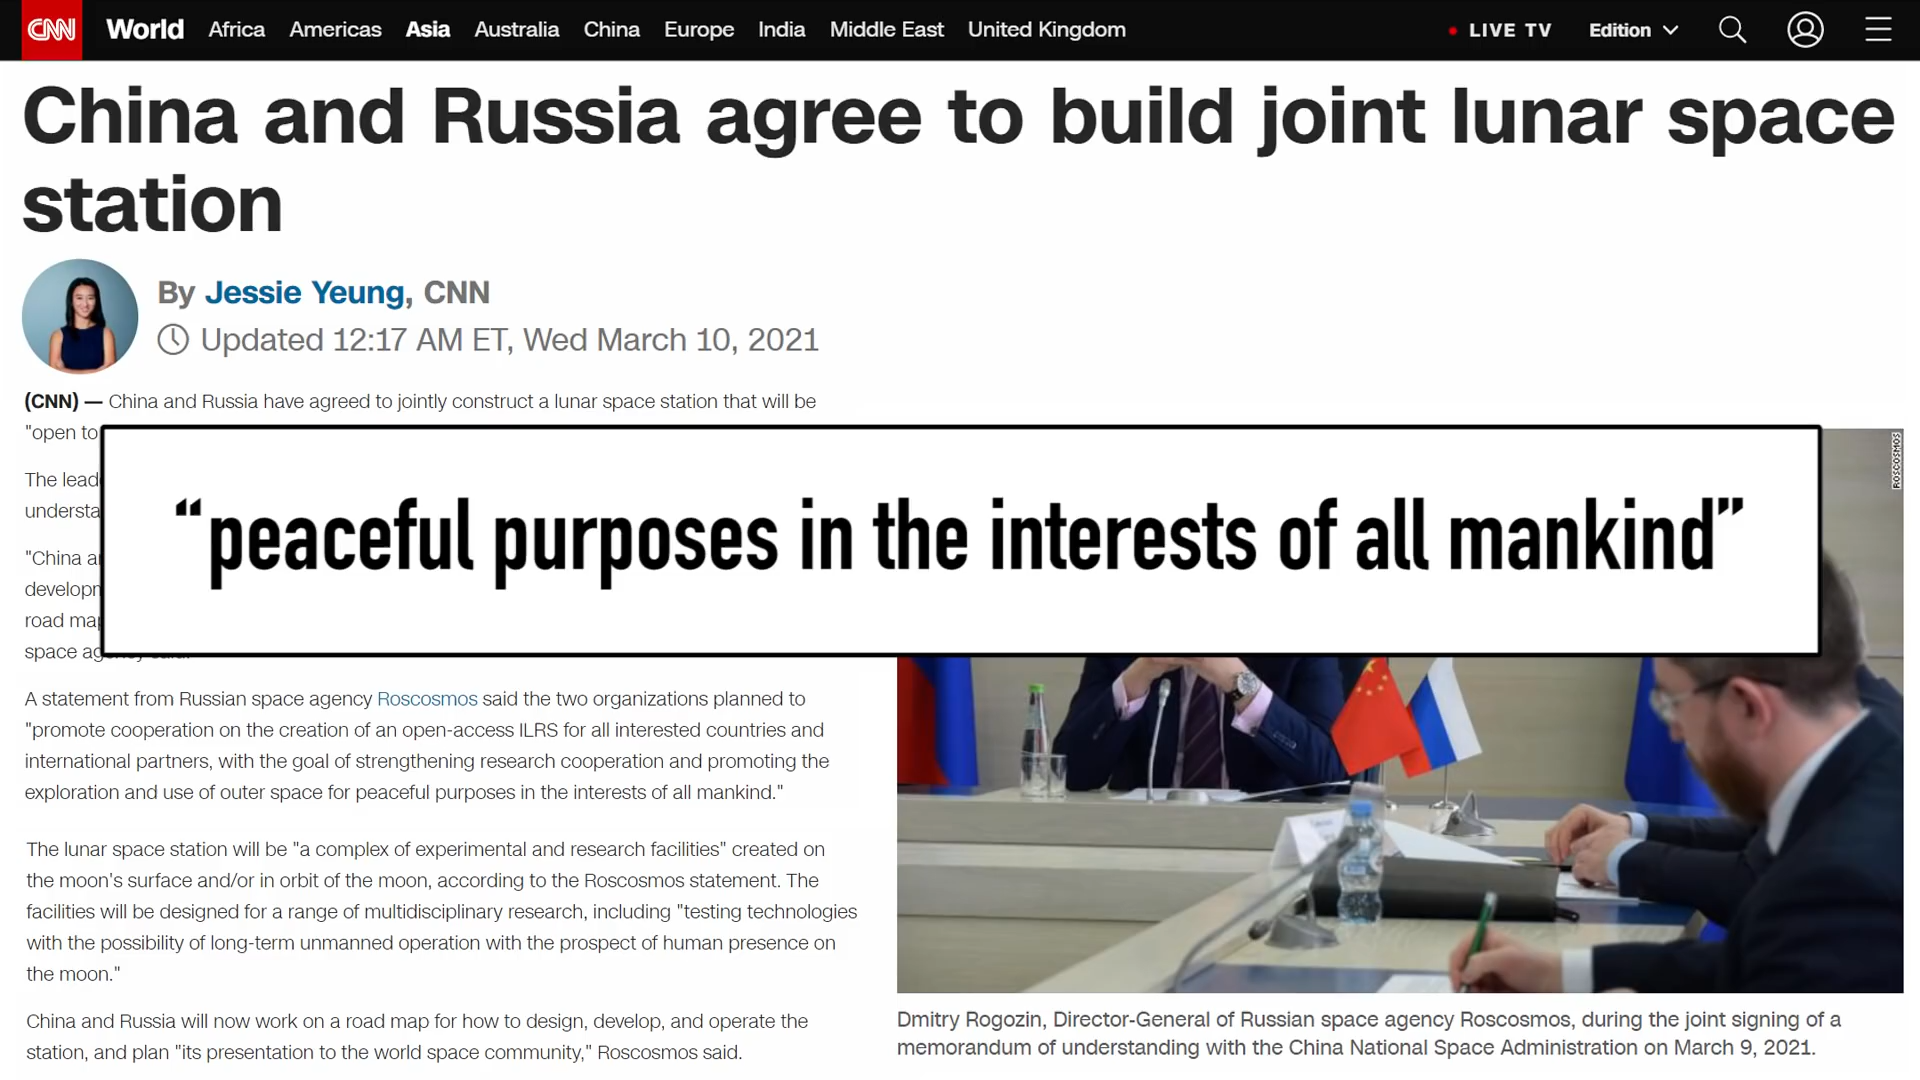 CNN World Africa Americas Asia Australia China Europe India Middle East United Kingdom LIVE TV Edition
China and Russia agree to build joint lunar space
station
By Jessie Yeung, CNN
Updated 12:17 AM ET, Wed March 10, 2021
(CNN) — China and Russia have agreed to jointly construct a lunar space station that will be
"open to
The lead
understa
"China a
developm
road map
space agency said.
“peaceful purposes in the interests of all mankind”
ROSCOSMOS
A statement from Russian space agency Roscosmos said the two organizations planned to
"promote cooperation on the creation of an open-access ILRS for all interested countries and
international partners, with the goal of strengthening research cooperation and promoting the
exploration and use of outer space for peaceful purposes in the interests of all mankind."
The lunar space station will be "a complex of experimental and research facilities" created on
the moon's surface and/or in orbit of the moon, according to the Roscosmos statement. The
facilities will be designed for a range of multidisciplinary research, including "testing technologies
with the possibility of long-term unmanned operation with the prospect of human presence on
the moon."
China and Russia will now work on a road map for how to design, develop, and operate the
station, and plan "its presentation to the world space community," Roscosmos said.
Dmitry Rogozin, Director-General of Russian space agency Roscosmos, during the joint signing of a
memorandum of understanding with the China National Space Administration on March 9, 2021.